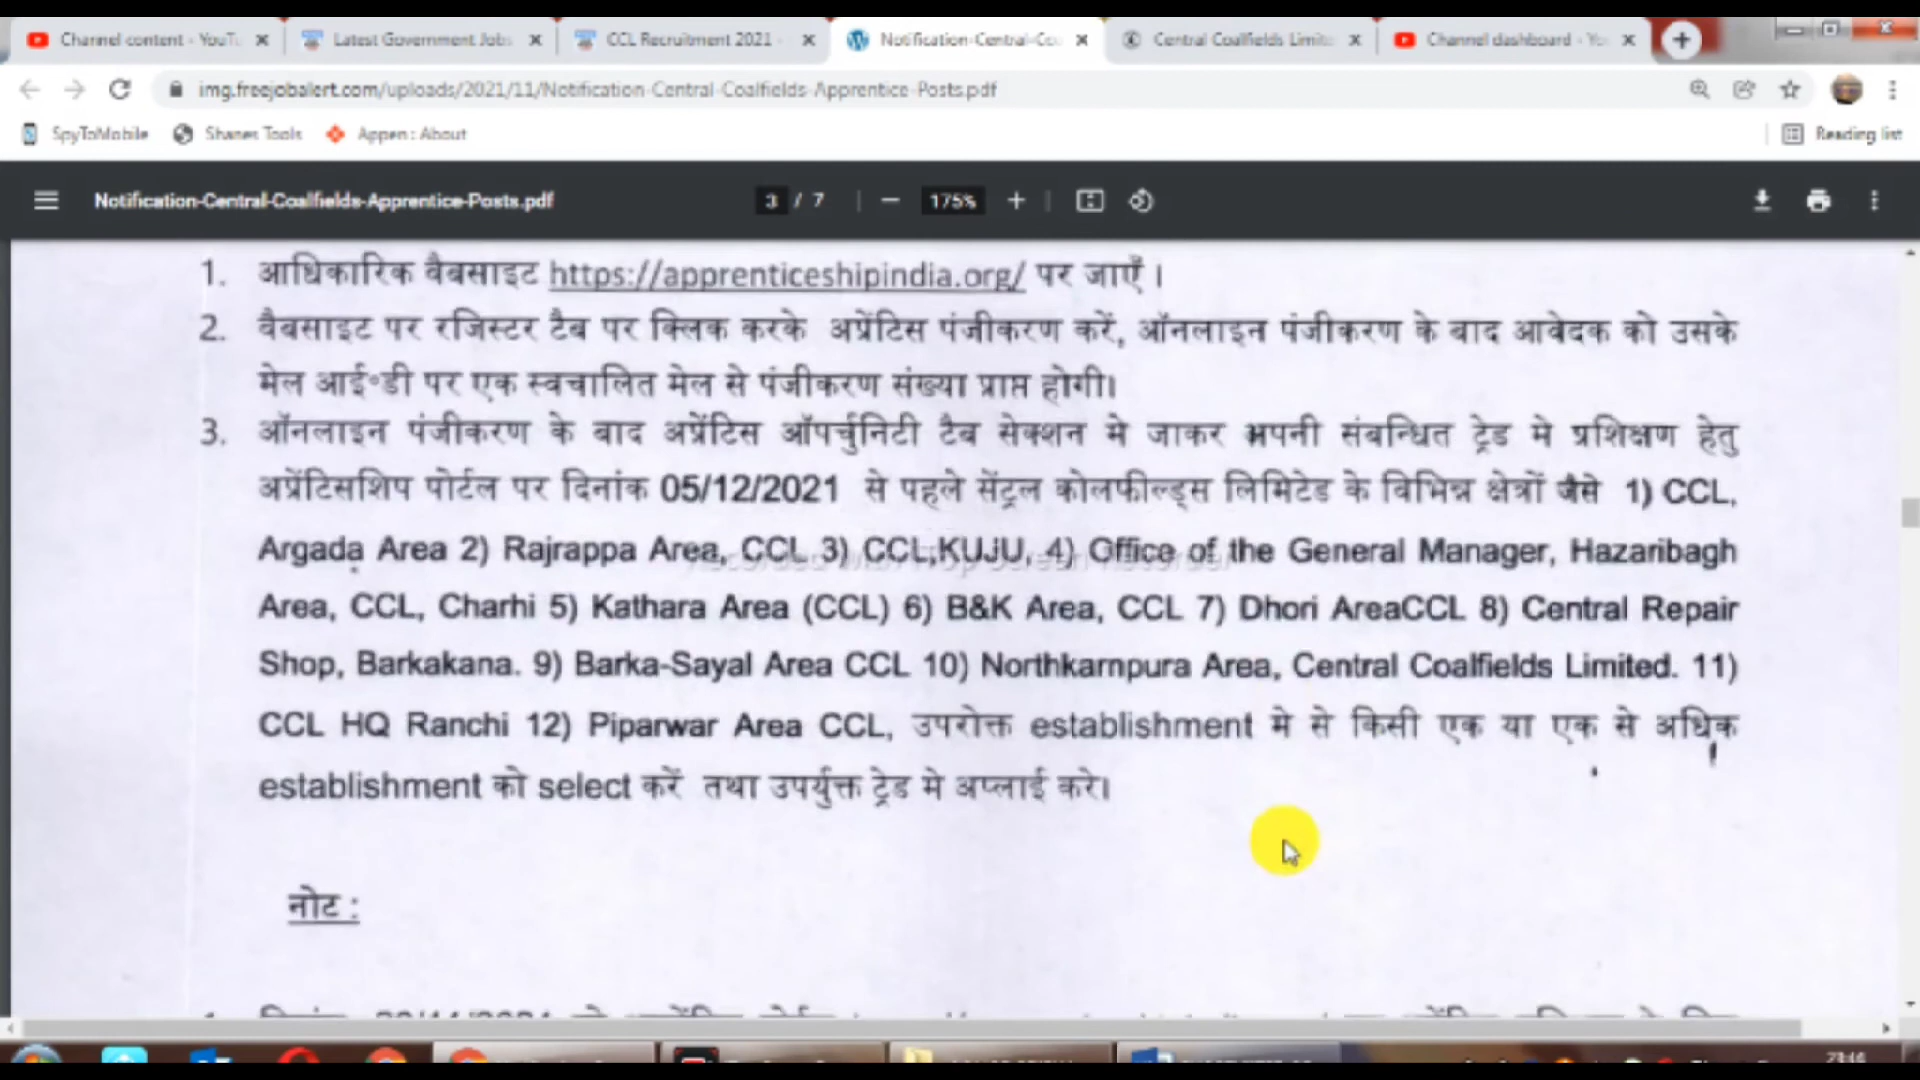 Channel content - YouTu
Latest Government Jobs
CCL Recruitment 2021 -
Notification-Central-Coa
Central Coalfields Limite
Channel dashboard - Yo
img.freejobalert.com/uploads/2021/11/Notification-Central-Coalfields-Apprentice-Posts.pdf
SpyToMobile
Shares Tools
Appen : About
Reading list
Notification-Central-Coalfields-Apprentice-Posts.pdf
3 / 7
175%
1. आधिकारिक वैबसाइट https://apprenticeshipindia.org/ पर जाएँ।
2. वैबसाइट पर रजिस्टर टैब पर क्लिक करके अप्रेंटिस पंजीकरण करें, ऑनलाइन पंजीकरण के बाद आवेदक को उसके
मेल आई॰डी पर एक स्वचालित मेल से पंजीकरण संख्या प्राप्त होगी।
3. ऑनलाइन पंजीकरण के बाद अप्रेंटिस ऑपर्चुनिटी टैब सेक्शन मे जाकर अपनी संबन्धित ट्रेड मे प्रशिक्षण हेतु
अप्रेंटिसशिप पोर्टल पर दिनांक 05/12/2021 से पहले सेंट्रल कोलफील्ड्स लिमिटेड के विभिन्न क्षेत्रों जैसे 1) CCL,
Argada Area 2) Rajrappa Area, CCL 3) CCL,KUJU, 4) Office of the General Manager, Hazaribagh
Area, CCL, Charhi 5) Kathara Area (CCL) 6) B&K Area, CCL 7) Dhori AreaCCL 8) Central Repair
Shop, Barkakana. 9) Barka-Sayal Area CCL 10) Northkarnpura Area, Central Coalfields Limited. 11)
CCL HQ Ranchi 12) Piparwar Area CCL, उपरोक्त establishment मे से किसी एक या एक से अधिक
establishment को select करें तथा उपर्युक्त ट्रेड मे अप्लाई करे।
नोट :